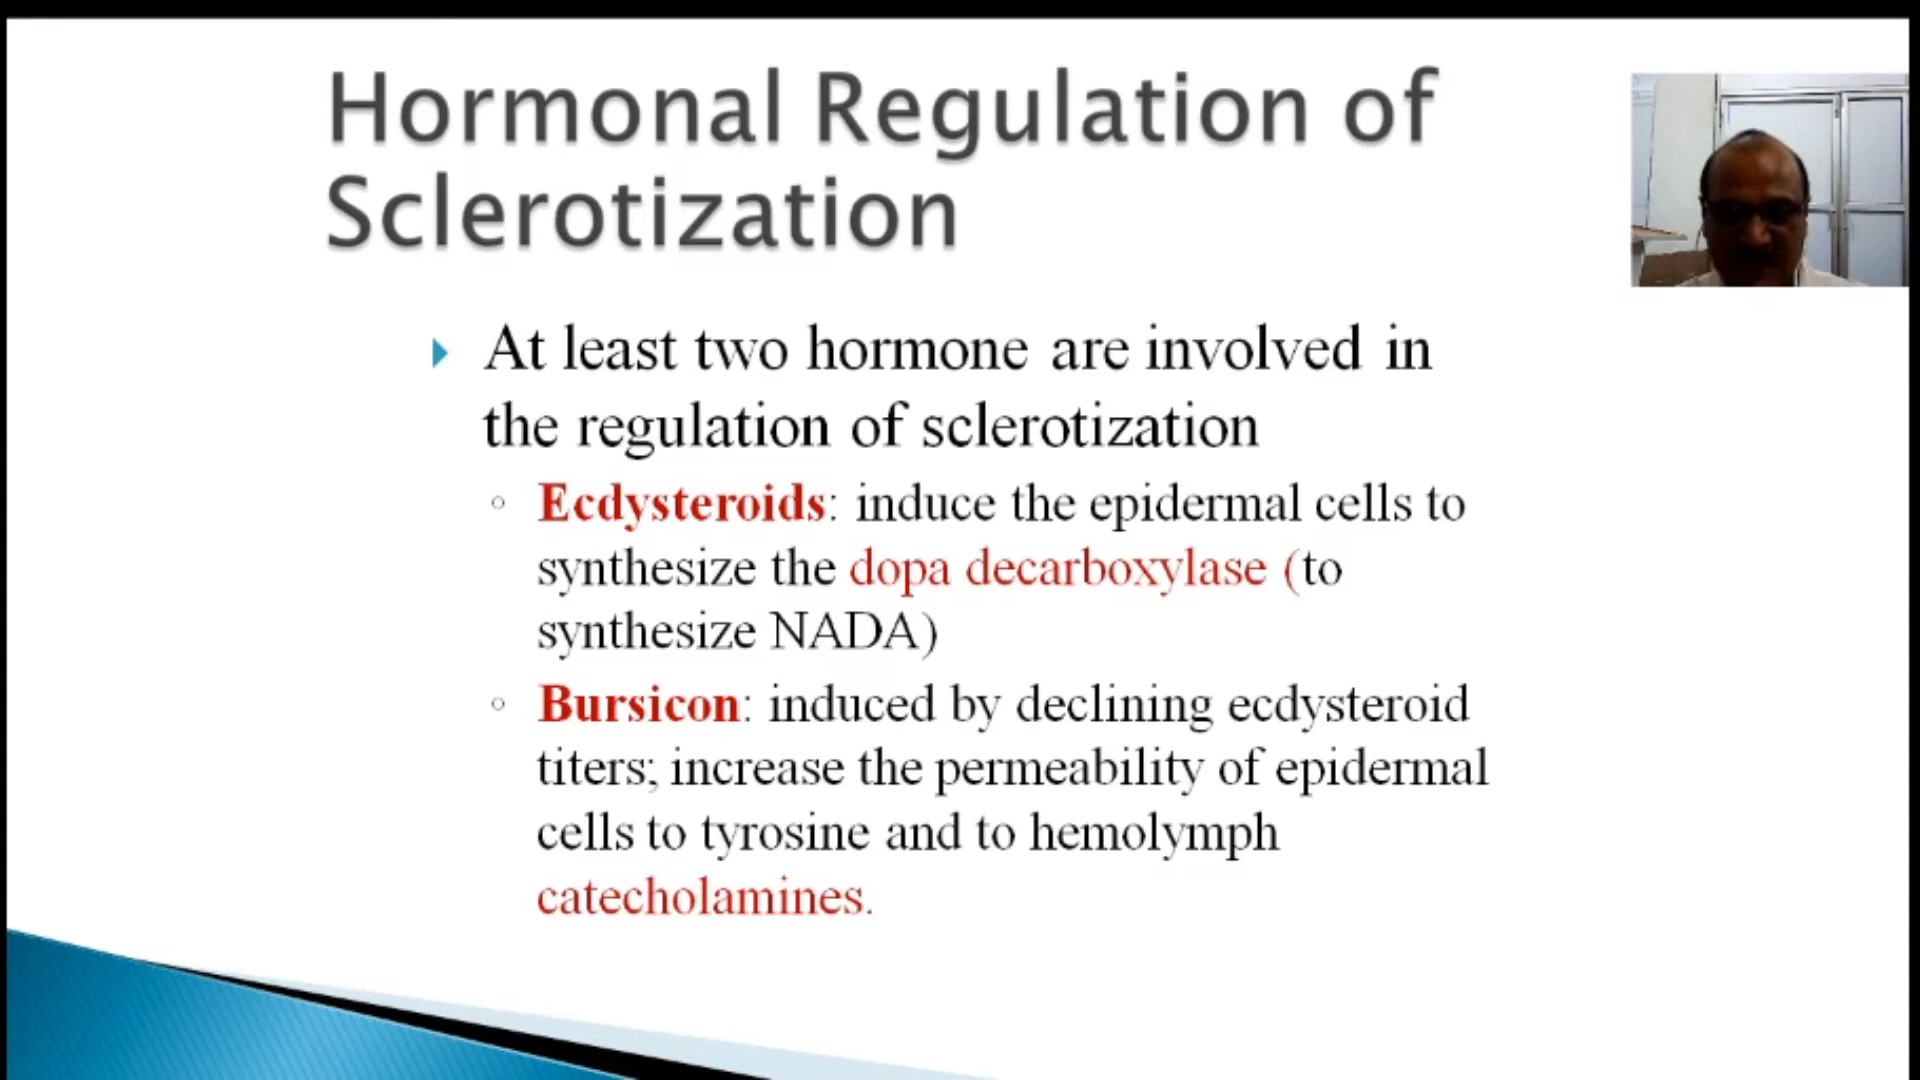 Hormonal Regulation of
Sclerotization
At least two hormone are involved in
the regulation of sclerotization
Ecdysteroids: induce the epidermal cells to
synthesize the dopa decarboxylase (to
synthesize NADA)
Bursicon: induced by declining ecdysteroid
titers; increase the permeability of epidermal
cells to tyrosine and to hemolymph
catecholamines.